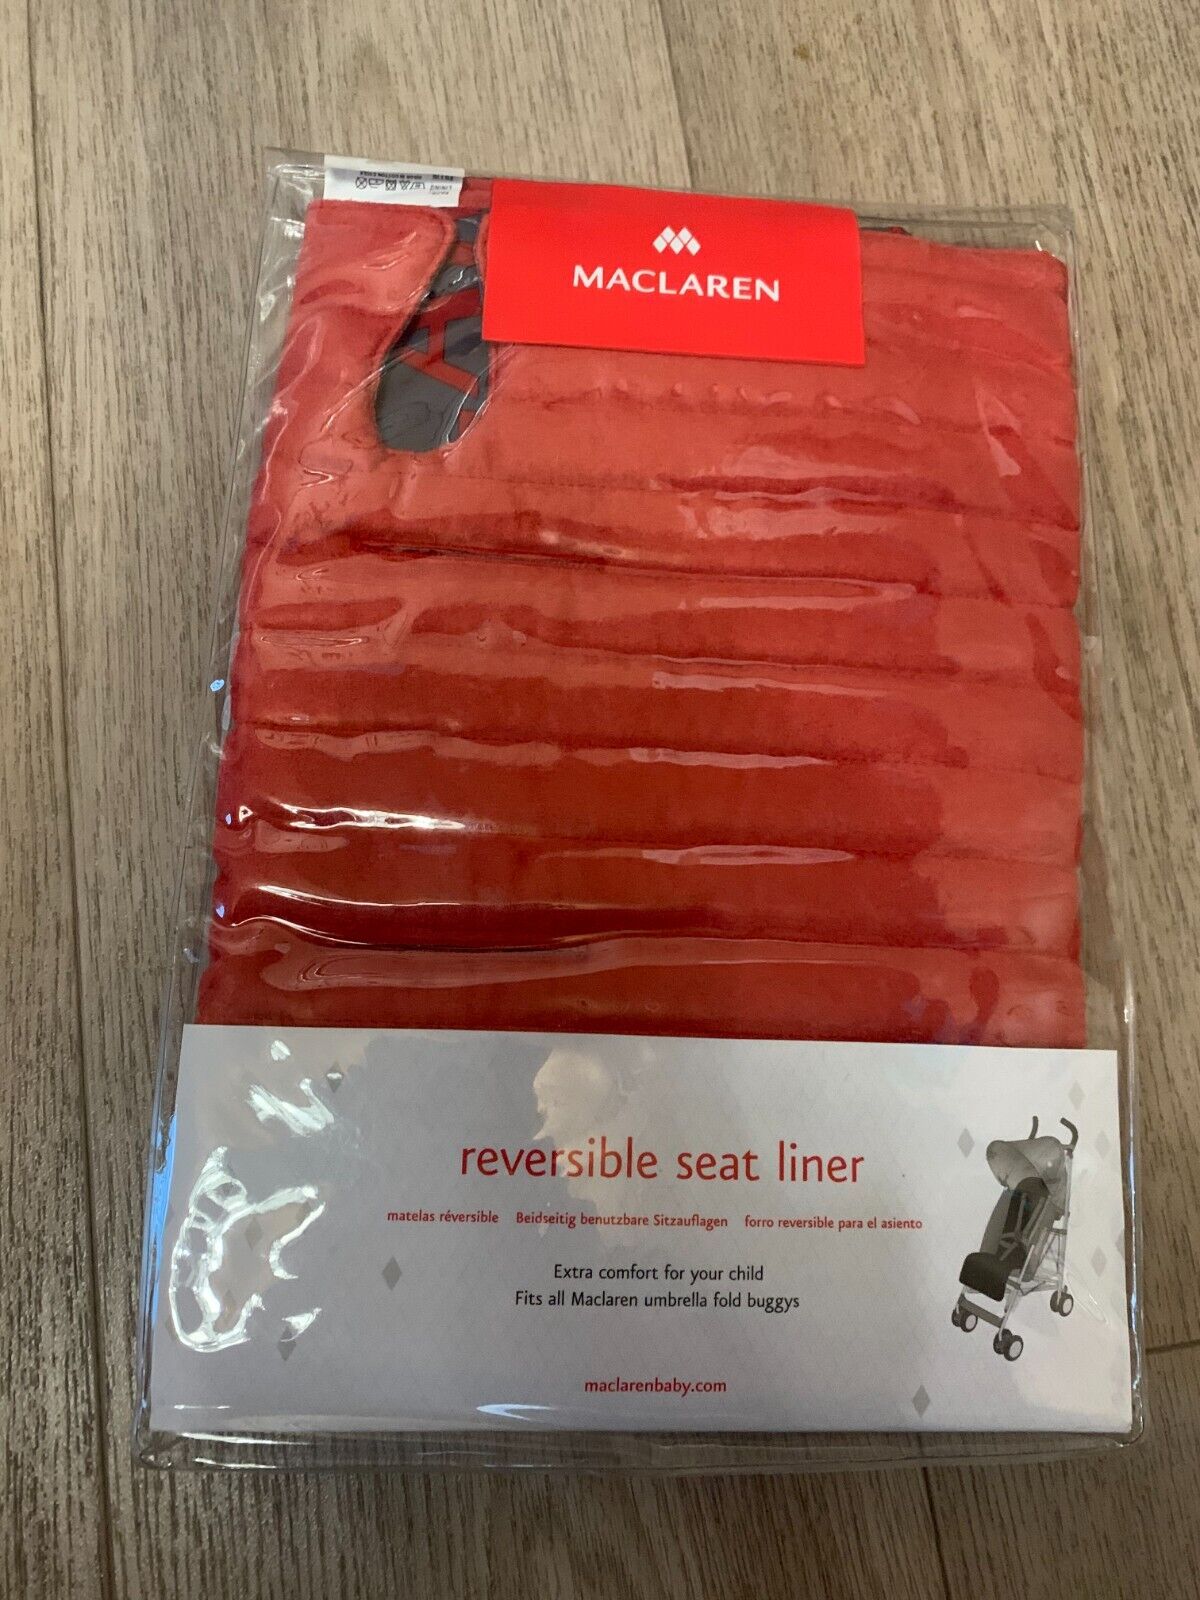 MACLAREN
reversible seat liner
matelas réversible Beidseitig benutzbare Sitzauflagen forro reversible para el asiento
Extra comfort for your child
Fits all Maclaren umbrella fold buggys
maclarenbaby.com